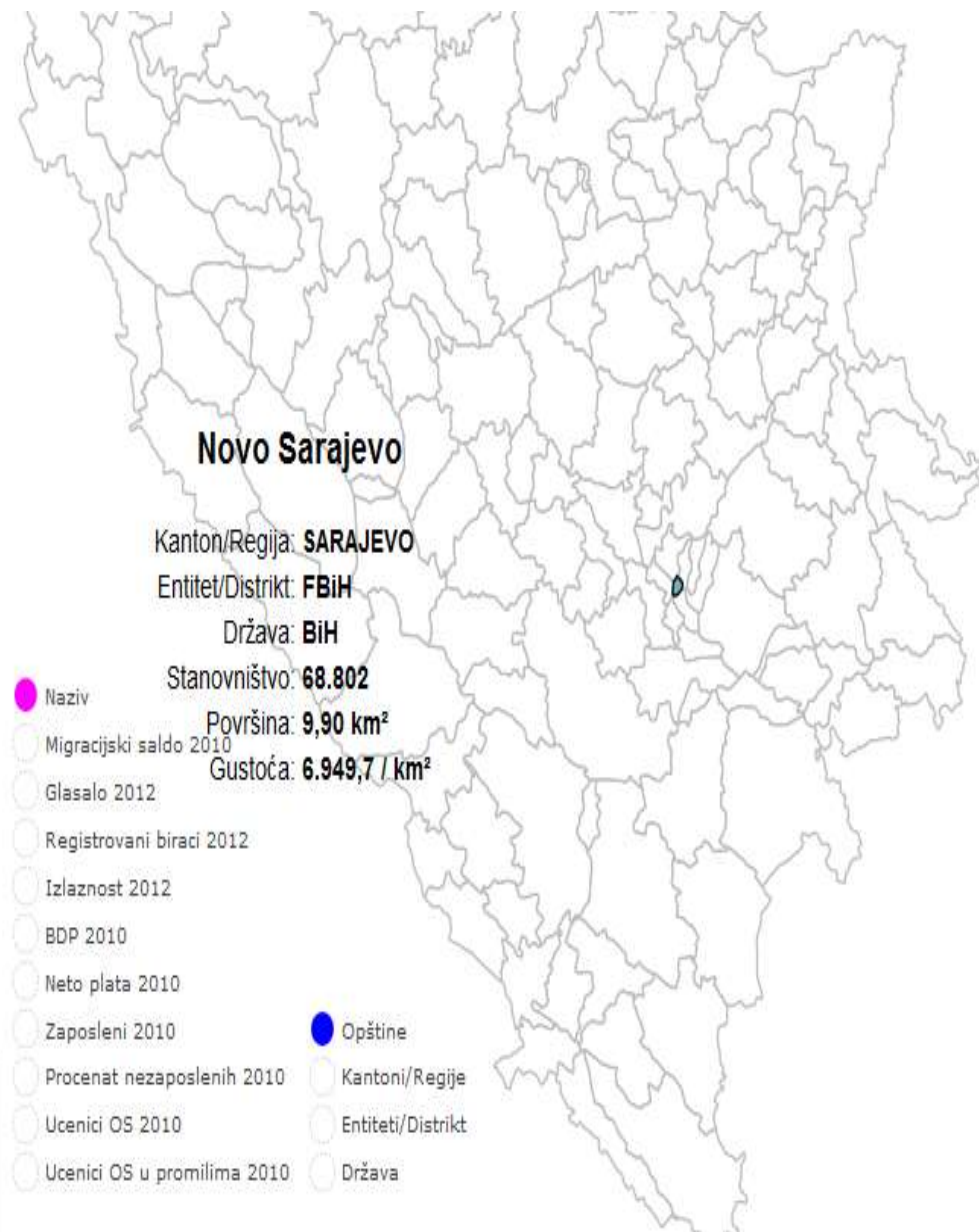 Novo Sarajevo
Kanton/Regija: SARAJEVO
Entitet/Distrikt: FBiH
Država: BiH
Stanovništvo: 68.802
Površina: 9,90 km²
Gustoća: 6.949,7 / km²
Naziv
Migracijski saldo 2010
Glasalo 2012
Registrovani biraci 2012
Izlaznost 2012
BDP 2010
Neto plata 2010
Zaposleni 2010
Procenat nezaposlenih 2010
Ucenici OS 2010
Ucenici OS u promilima 2010
Opštine
Kantoni/Regije
Entiteti/Distrikt
Država